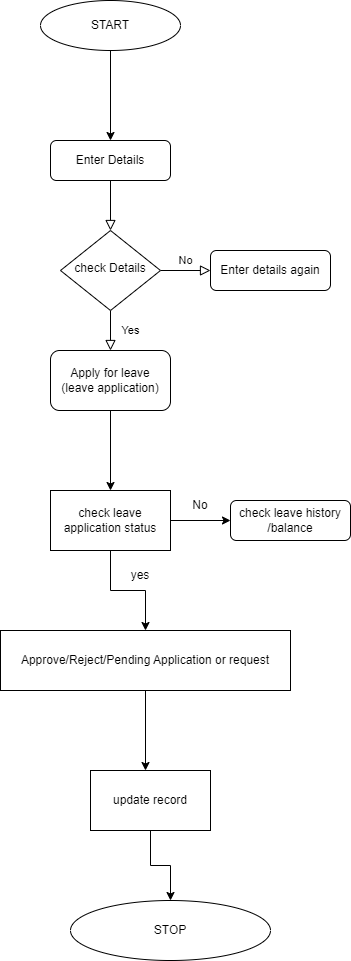 START
Enter Details
check Details
No
Enter details again
Yes
Apply for leave
(leave application)
check leave
application status
No
check leave history
/balance
yes
Approve/Reject/Pending Application or request
update record
STOP